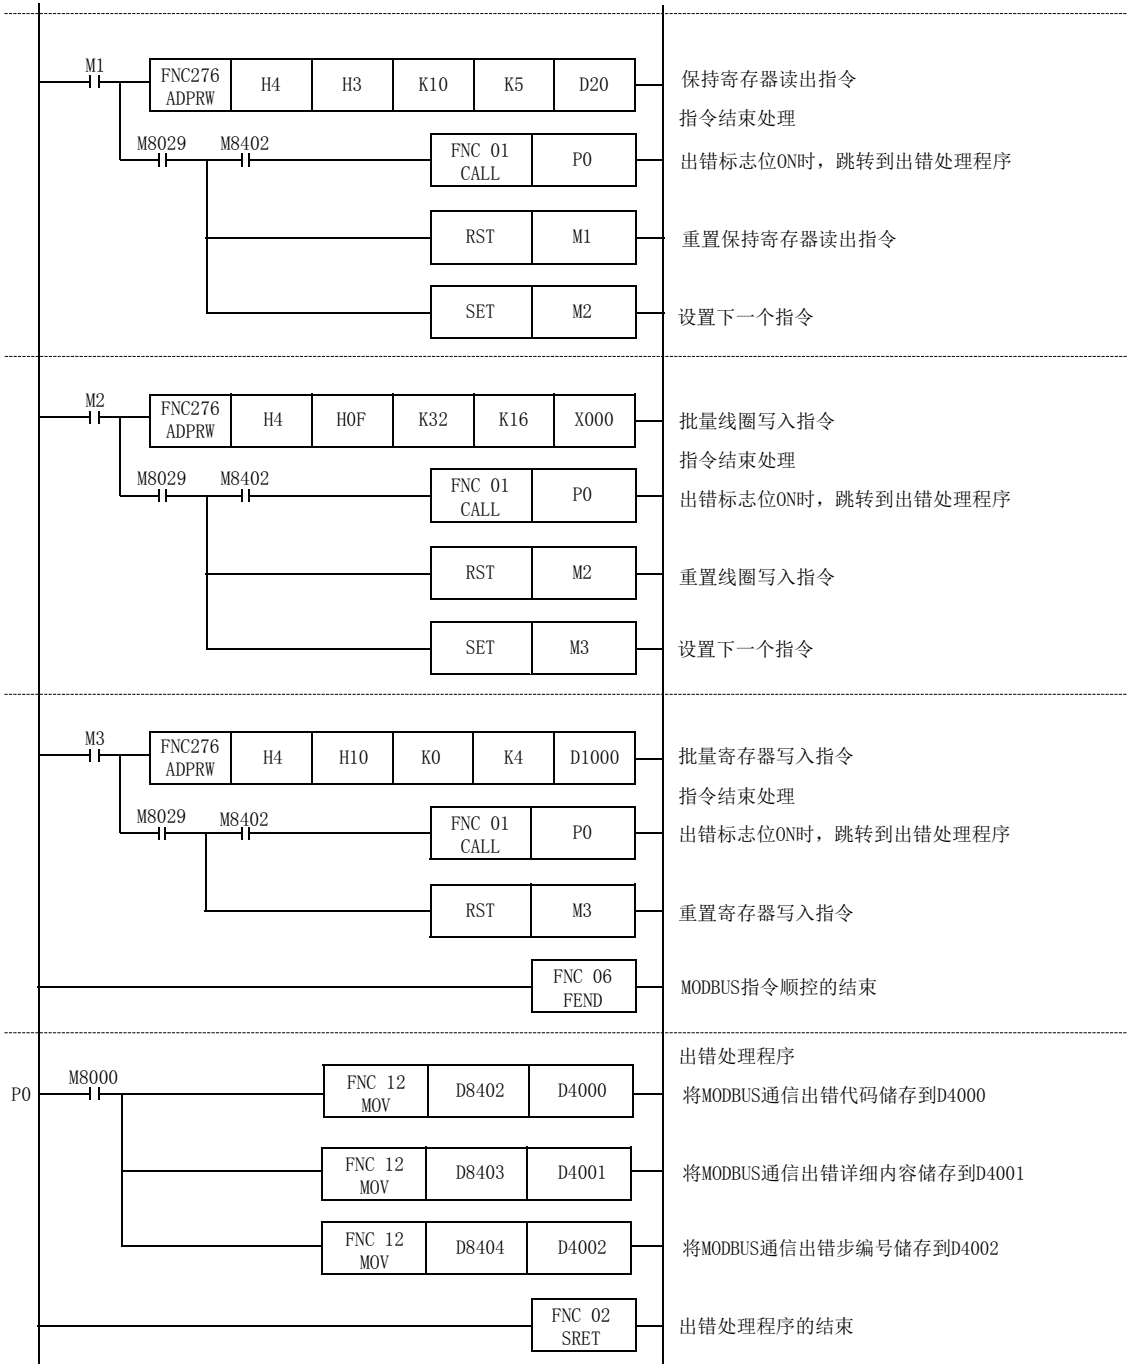 M1
FNC276 ADPRW H4 H3 K10 K5 D20 保持寄存器读出指令
指令结束处理
M8029 M8402 FNC 01 CALL P0 出错标志位ON时，跳转到出错处理程序
RST M1 重置保持寄存器读出指令
SET M2 设置下一个指令
M2
FNC276 ADPRW H4 H0F K32 K16 X000 批量线圈写入指令
指令结束处理
M8029 M8402 FNC 01 CALL P0 出错标志位ON时，跳转到出错处理程序
RST M2 重置线圈写入指令
SET M3 设置下一个指令
M3
FNC276 ADPRW H4 H10 K0 K4 D1000 批量寄存器写入指令
指令结束处理
M8029 M8402 FNC 01 CALL P0 出错标志位ON时，跳转到出错处理程序
RST M3 重置寄存器写入指令
FNC 06 FEND MODBUS指令顺控的结束
出错处理程序
P0 M8000 FNC 12 MOV D8402 D4000 将MODBUS通信出错代码储存到D4000
FNC 12 MOV D8403 D4001 将MODBUS通信出错详细内容储存到D4001
FNC 12 MOV D8404 D4002 将MODBUS通信出错步编号储存到D4002
FNC 02 SRET 出错处理程序的结束